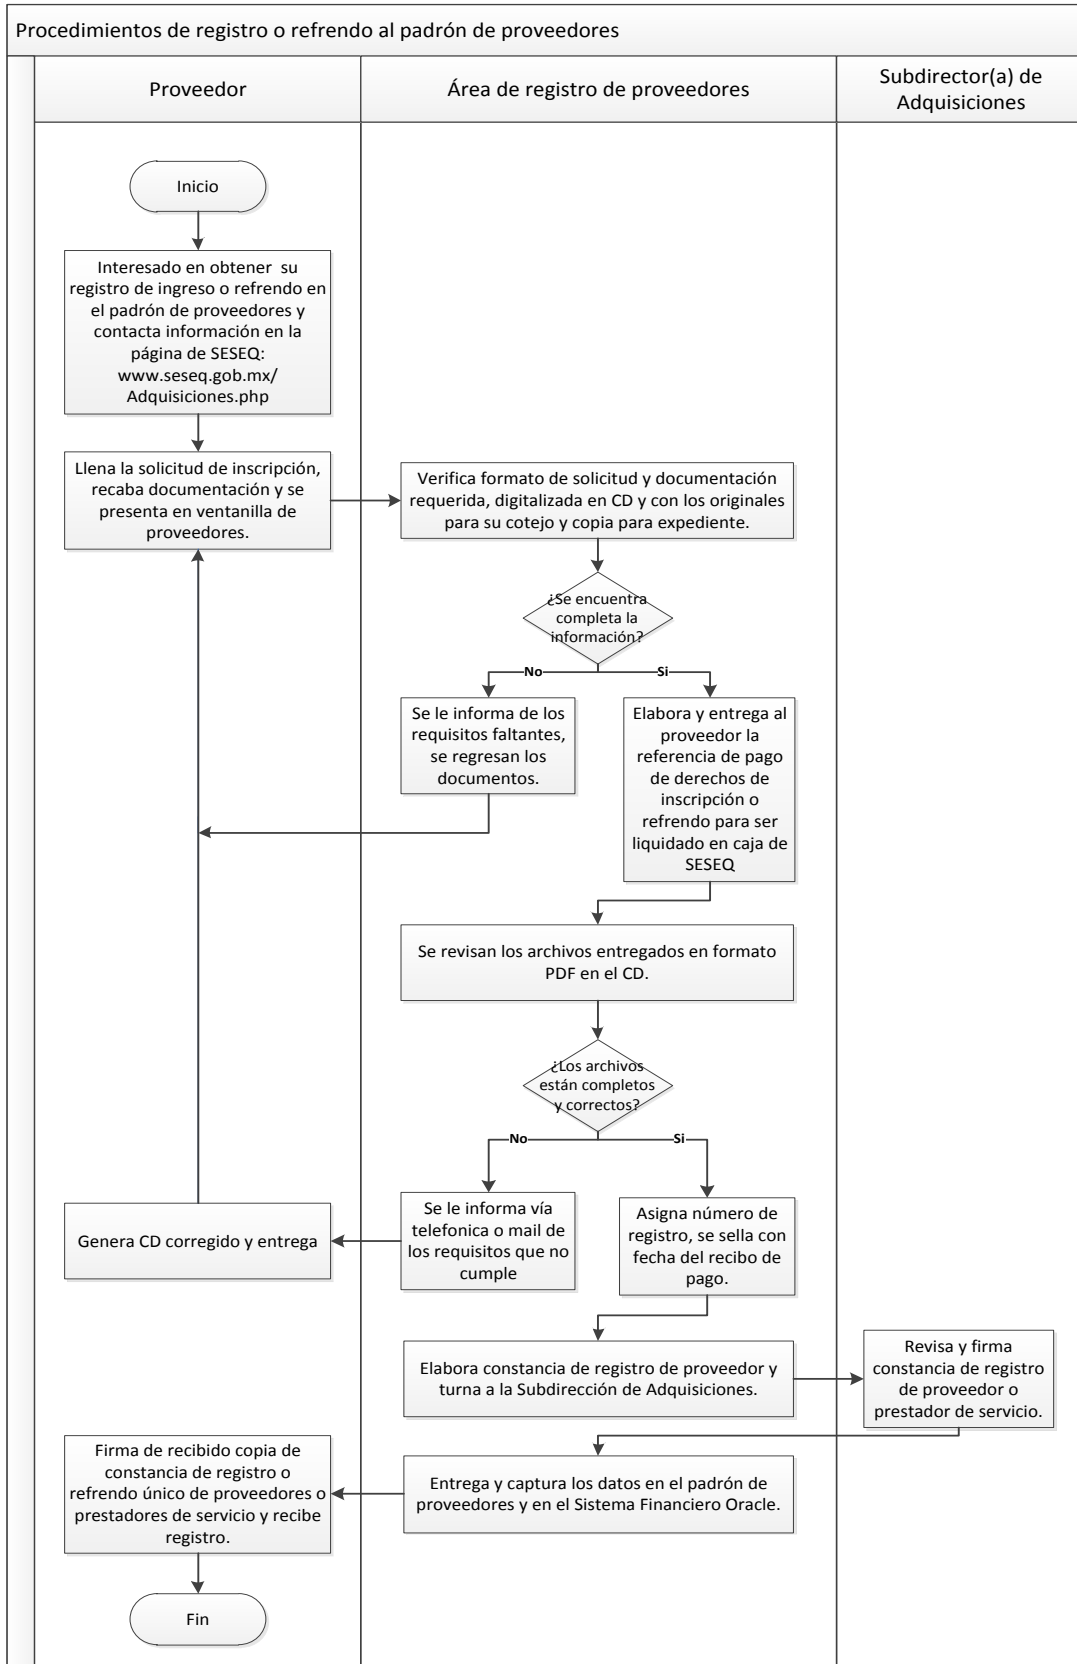 Procedimientos de registro o refrendo al padrón de proveedores
Proveedor
Área de registro de proveedores
Subdirector(a) de
Adquisiciones
Inicio
Interesado en obtener su
registro de ingreso o refrendo en
el padrón de proveedores y
contacta información en la
página de SESEQ:
www.seseq.gob.mx/
Adquisiciones.php
Llena la solicitud de inscripción,
recaba documentación y se
presenta en ventanilla de
proveedores.
Verifica formato de solicitud y documentación
requerida, digitalizada en CD y con los originales
para su cotejo y copia para expediente.
¿Se encuentra
completa la
información?
No
Si
Se le informa de los
requisitos faltantes,
se regresan los
documentos.
Elabora y entrega al
proveedor la
referencia de pago
de derechos de
inscripción o
refrendo para ser
liquidado en caja de
SESEQ
Se revisan los archivos entregados en formato
PDF en el CD.
¿Los archivos
están completos
y correctos?
No
Si
Genera CD corregido y entrega
Se le informa vía
telefonica o mail de
los requisitos que no
cumple
Asigna número de
registro, se sella con
fecha del recibo de
pago.
Elabora constancia de registro de proveedor y
turna a la Subdirección de Adquisiciones.
Revisa y firma
constancia de registro
de proveedor o
prestador de servicio.
Firma de recibido copia de
constancia de registro o
refrendo único de proveedores o
prestadores de servicio y recibe
registro.
Entrega y captura los datos en el padrón de
proveedores y en el Sistema Financiero Oracle.
Fin